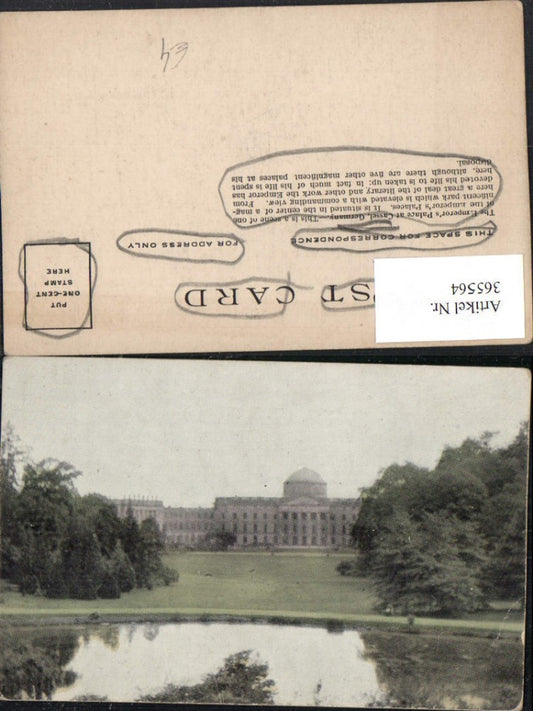 POST CARD
PUT
ONE-CENT
STAMP
HERE
THIS SPACE FOR CORRESPONDENCE
FOR ADDRESS ONLY
The Emperor's Palace at Cassel, Germany.—This is a scene of one
of the emperor's Palaces. It is situated in the center of a mag-
nificent park which is elevated with a commanding view. From
here a great deal of the literary and other work the Emperor has
devoted his life to is taken up; in fact much of his life is spent
here, although there are five other magnificent palaces at his
disposal.
Artikel Nr.
365564